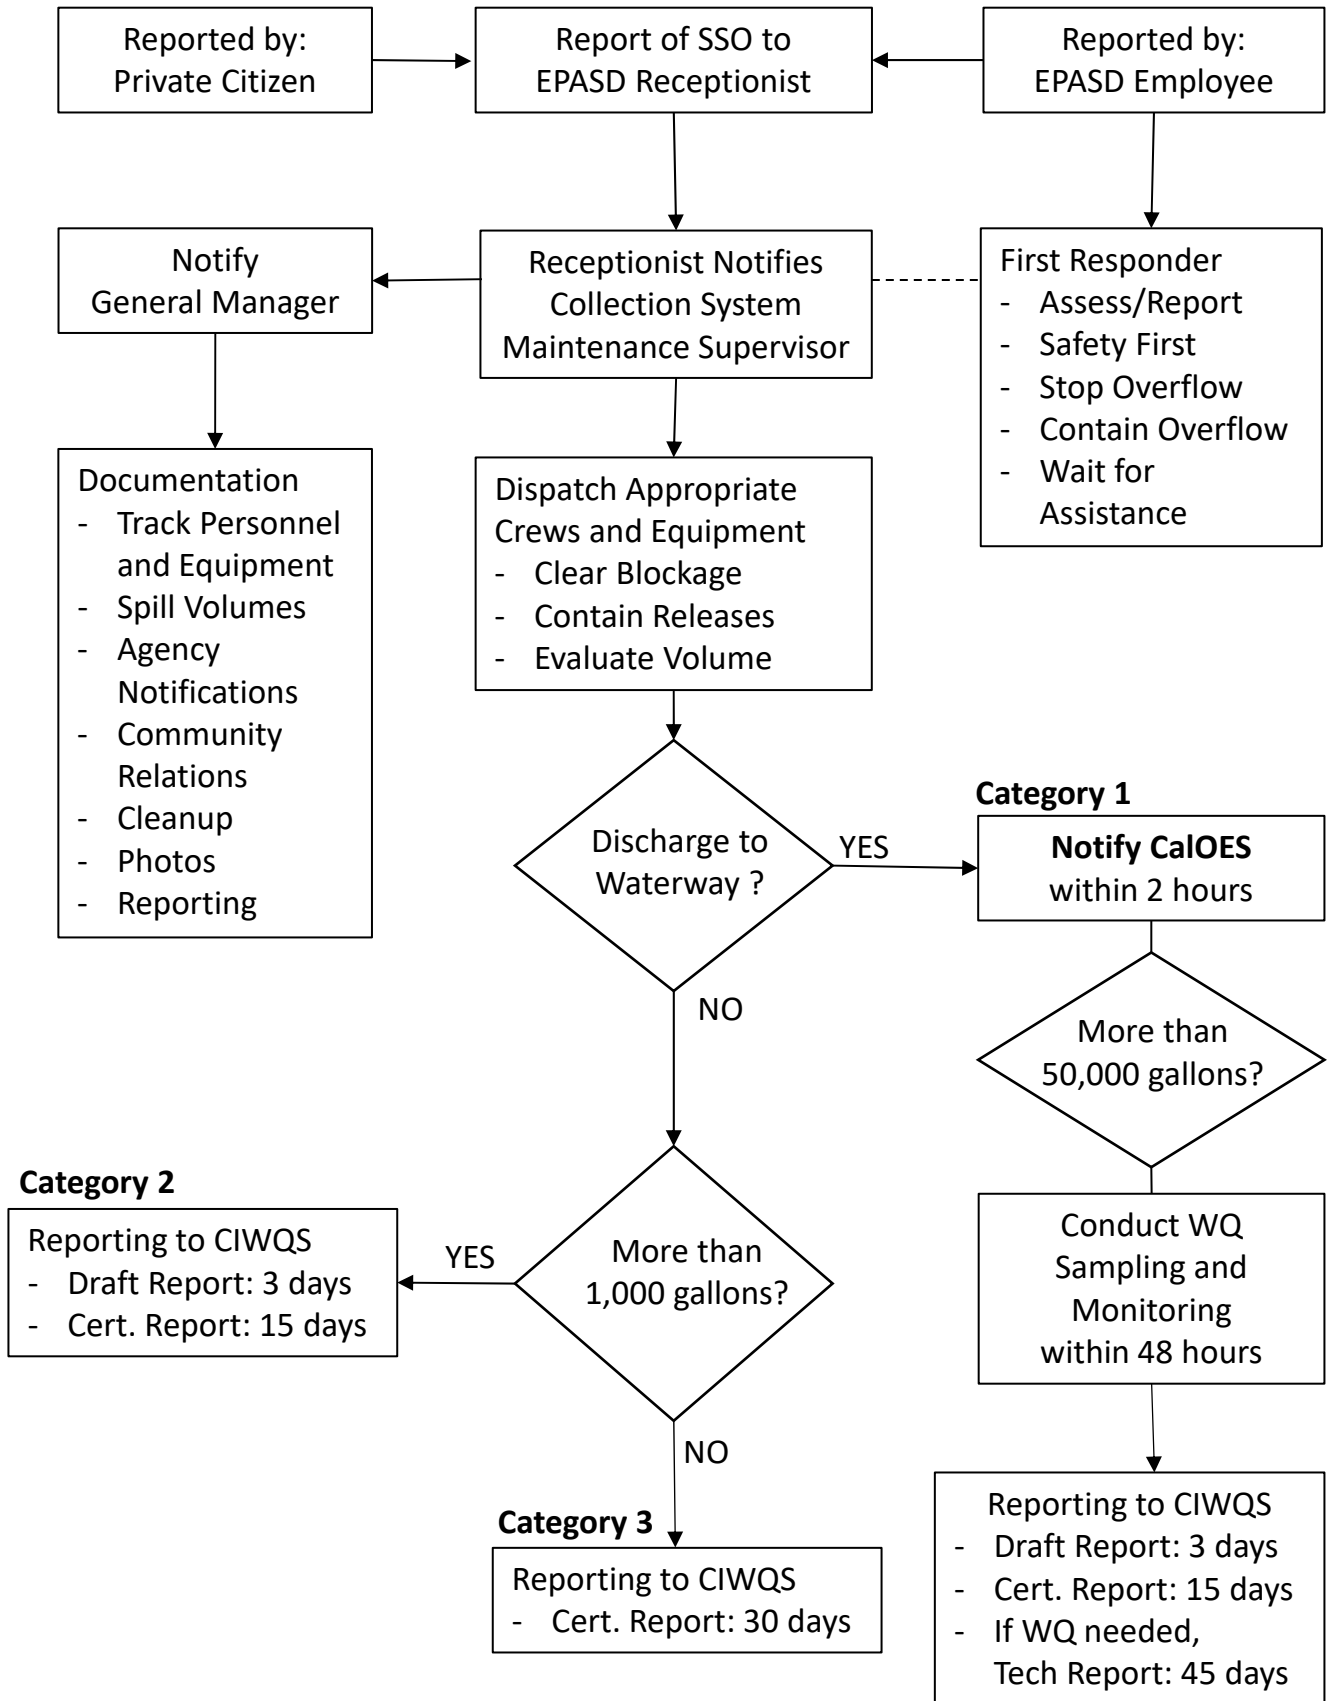 Reported by:
Private Citizen
Report of SSO to
EPASD Receptionist
Reported by:
EPASD Employee
Notify
General Manager
Receptionist Notifies
Collection System
Maintenance Supervisor
First Responder
- Assess/Report
- Safety First
- Stop Overflow
- Contain Overflow
- Wait for
Assistance
Documentation
- Track Personnel
and Equipment
- Spill Volumes
- Agency
Notifications
- Community
Relations
- Cleanup
- Photos
- Reporting
Dispatch Appropriate
Crews and Equipment
- Clear Blockage
- Contain Releases
- Evaluate Volume
Discharge to
Waterway ?
YES
NO
Category 1
Notify CalOES
within 2 hours
More than
50,000 gallons?
Conduct WQ
Sampling and
Monitoring
within 48 hours
Category 2
Reporting to CIWQS
- Draft Report: 3 days
- Cert. Report: 15 days
YES
More than
1,000 gallons?
NO
Category 3
Reporting to CIWQS
- Cert. Report: 30 days
Reporting to CIWQS
- Draft Report: 3 days
- Cert. Report: 15 days
- If WQ needed,
Tech Report: 45 days